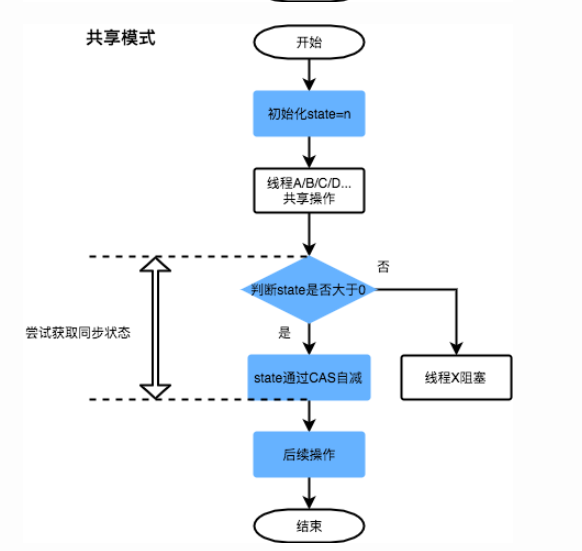 共享模式
开始
初始化state=n
线程A/B/C/D...
共享操作
判断state是否大于0
否
是
尝试获取同步状态
state通过CAS自减
线程X阻塞
后续操作
结束